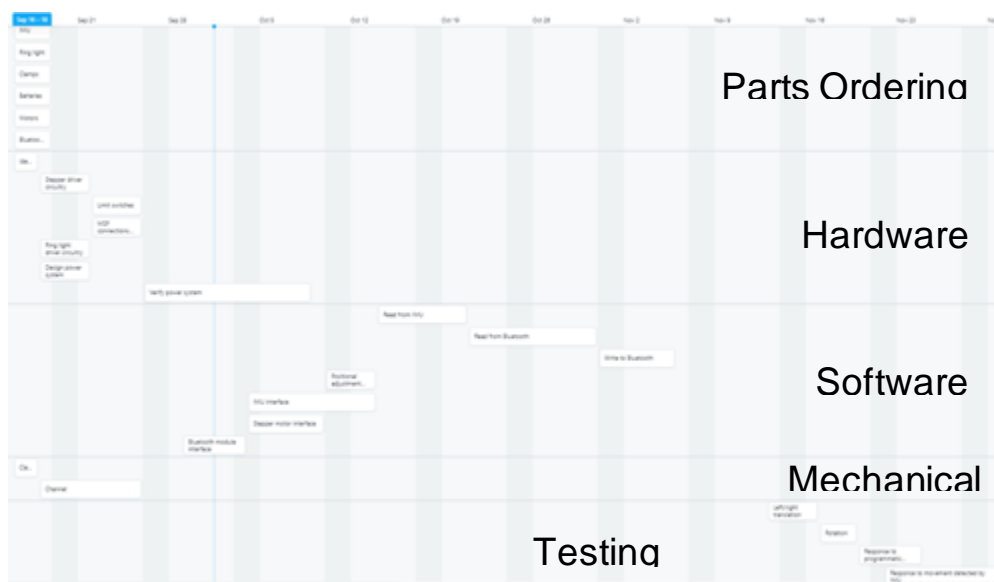 Sep 21
Sep 28
Oct 5
Oct 12
Oct 19
Oct 26
Nov 2
Nov 9
Nov 16
Nov 23
IMU
Ring light
Clamps
Batteries
Motors
Parts Ordering
Stepper driver
circuitry
Limit switches
MSP
connections...
Hardware
Ring light
driver circuitry
Design power
system
Verify power system
Read from IMU
Read from Bluetooth
Write to Bluetooth
Positional
adjustment...
Software
IMU interface
Stepper motor interface
Bluetooth module
interface
Mechanical
Channel
Left/right
translation
Rotation
Testing
Response to
programmatic...
Response to movement detected by